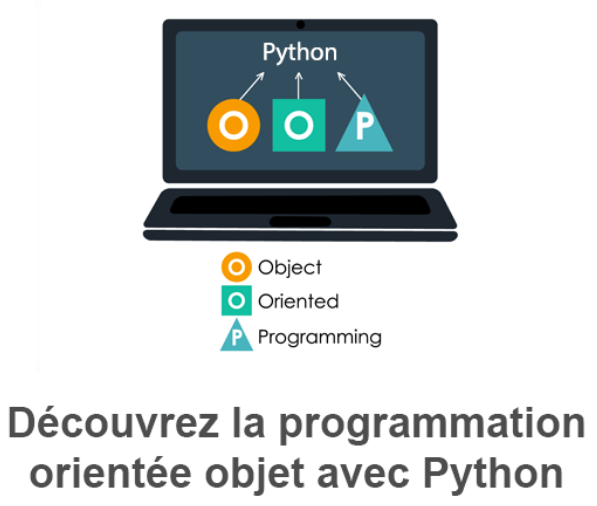 Python
O O P
O Object
O Oriented
P Programming
Découvrez la programmation
orientée objet avec Python